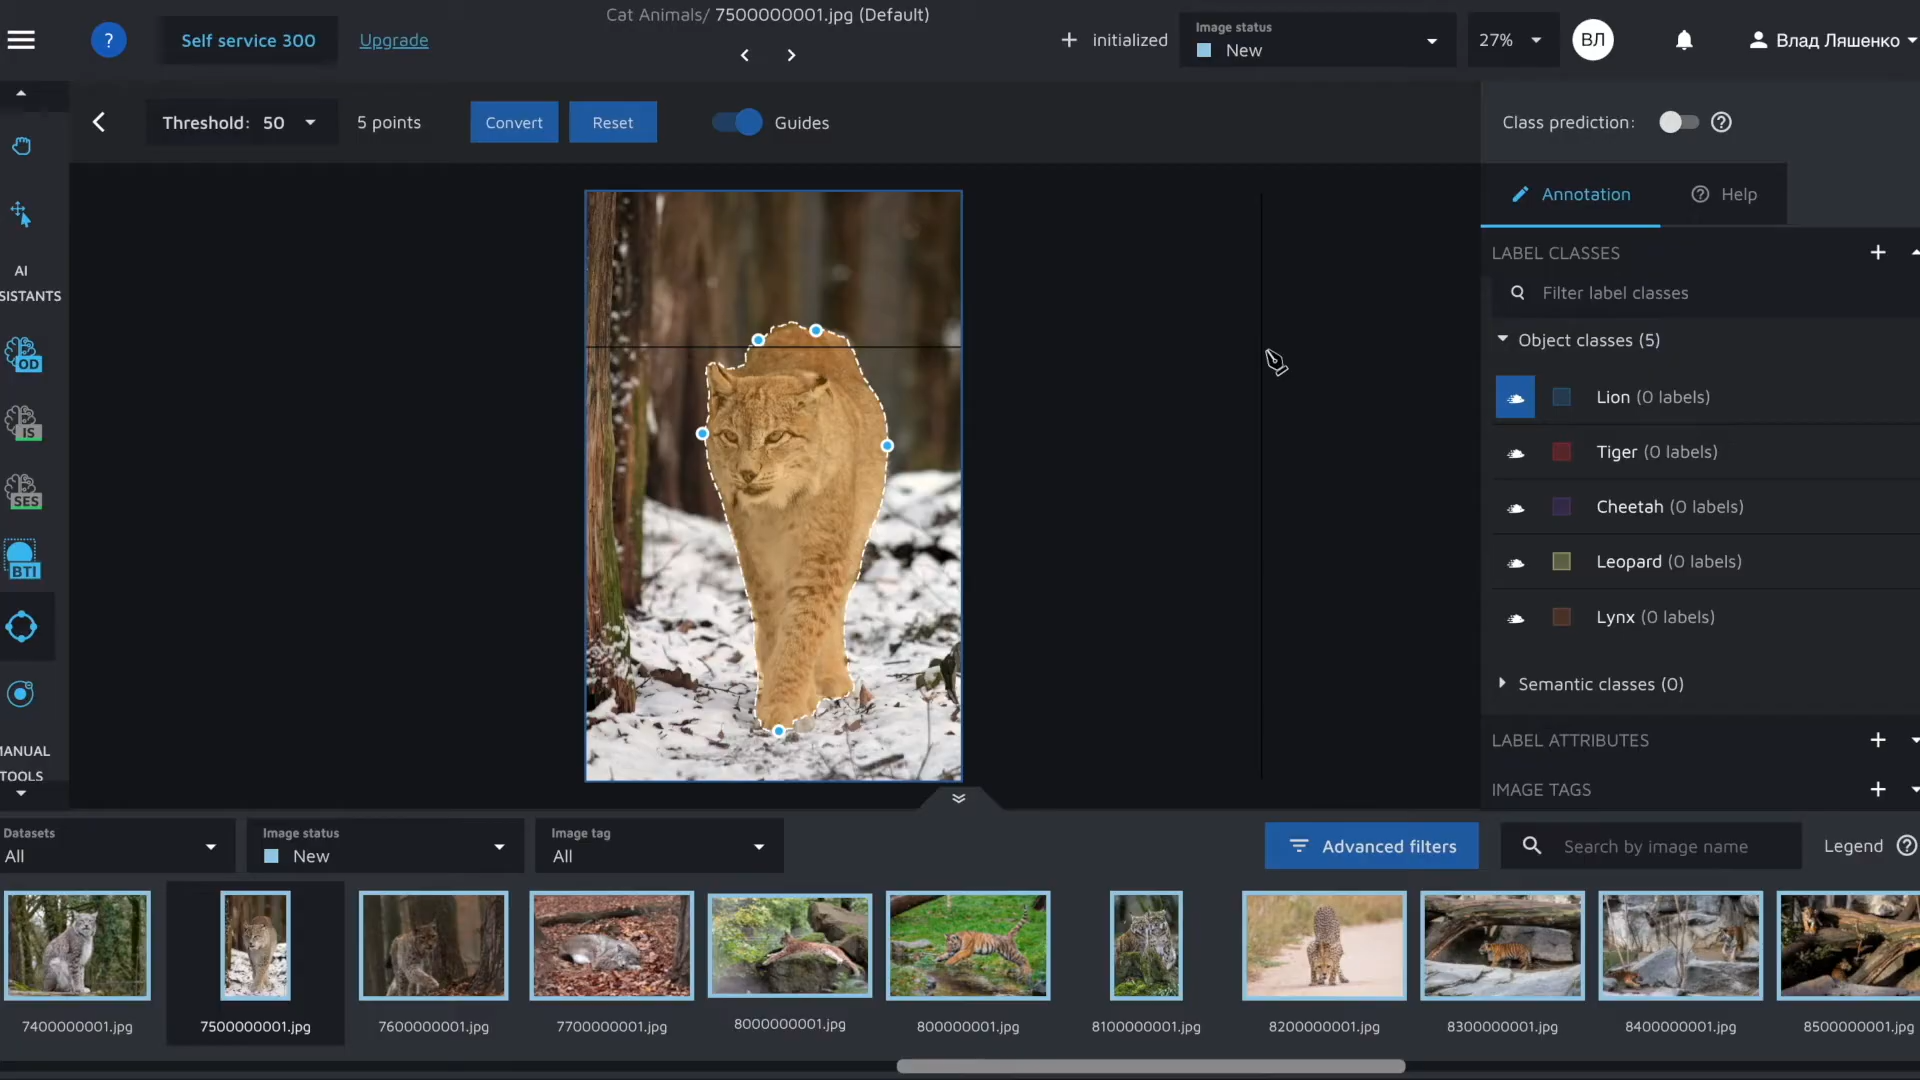 Cat Animals/ 7500000001.jpg (Default)
?
Self service 300
Upgrade
initialized
Image status
New
27%
ВЛ
Влад Ляшенко
Threshold: 50
5 points
Convert
Reset
Guides
Class prediction:
?
Annotation
? Help
AI
SISTANTS
OD
IS
SES
BTI
MANUAL
TOOLS
LABEL CLASSES
Filter label classes
Object classes (5)
Lion (0 labels)
Tiger (0 labels)
Cheetah (0 labels)
Leopard (0 labels)
Lynx (0 labels)
Semantic classes (0)
LABEL ATTRIBUTES
IMAGE TAGS
Datasets
All
Image status
New
Image tag
All
Advanced filters
Search by image name
Legend ?
7400000001.jpg
7500000001.jpg
7600000001.jpg
7700000001.jpg
8000000001.jpg
800000001.jpg
8100000001.jpg
8200000001.jpg
8300000001.jpg
8400000001.jpg
8500000001.jpg